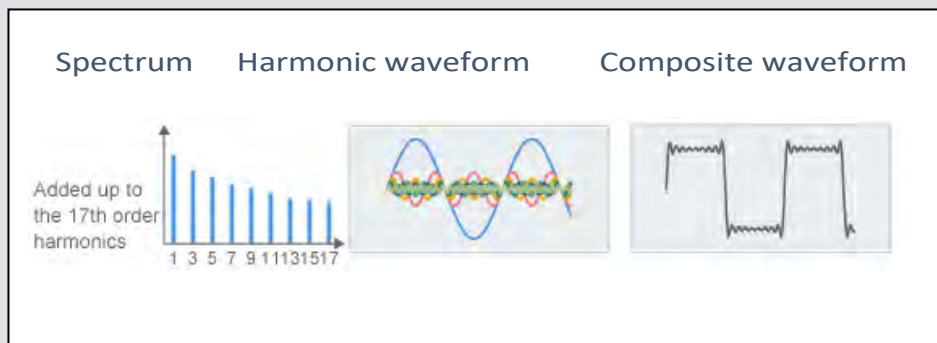 Spectrum Harmonic waveform Composite waveform
Added up to
the 17th order
harmonics
1 3 5 7 9 11 13 15 17